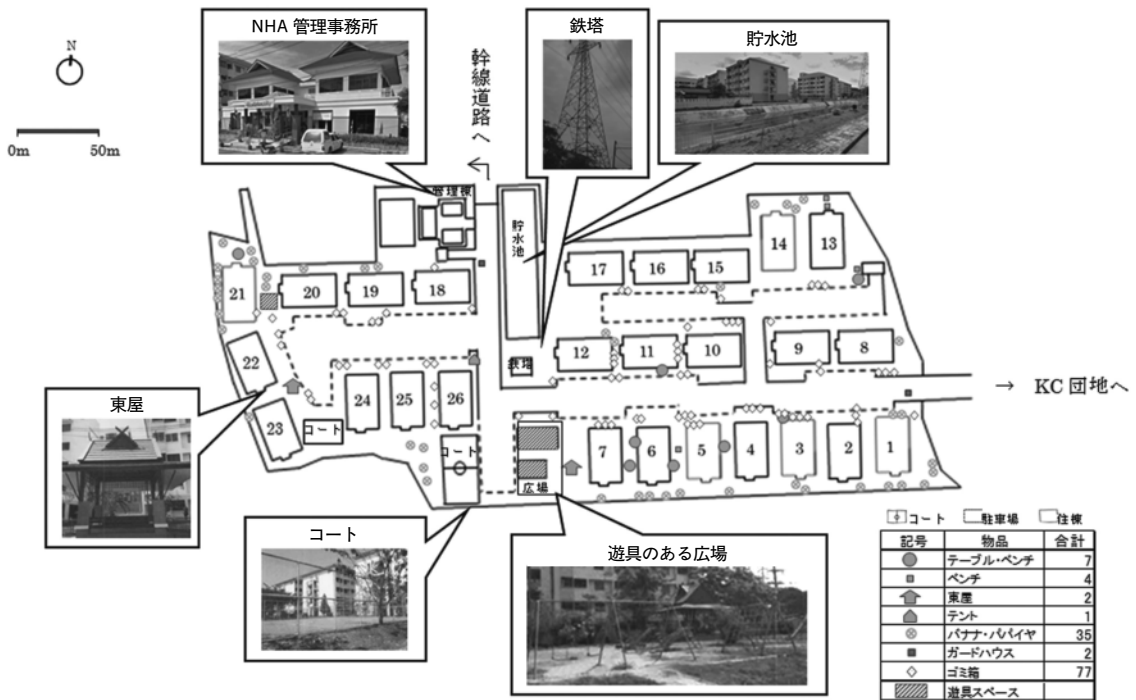 NHA 管理事務所
鉄塔
貯水池
N
0m 50m
幹線道路へ
管理棟
貯水池
鉄塔
14 13
17 16 15
21 20 19 18
12 11 10 9 8
22
23 24 25 26
7 6 5 4 3 2 1
コート
コート
広場
→ KC 団地へ
東屋
コート
遊具のある広場
コート 駐車場 住棟
記号 物品 合計
テーブル・ベンチ 7
ベンチ 4
東屋 2
テント 1
バナナ・パパイヤ 35
ガードハウス 2
ゴミ箱 77
遊具スペース